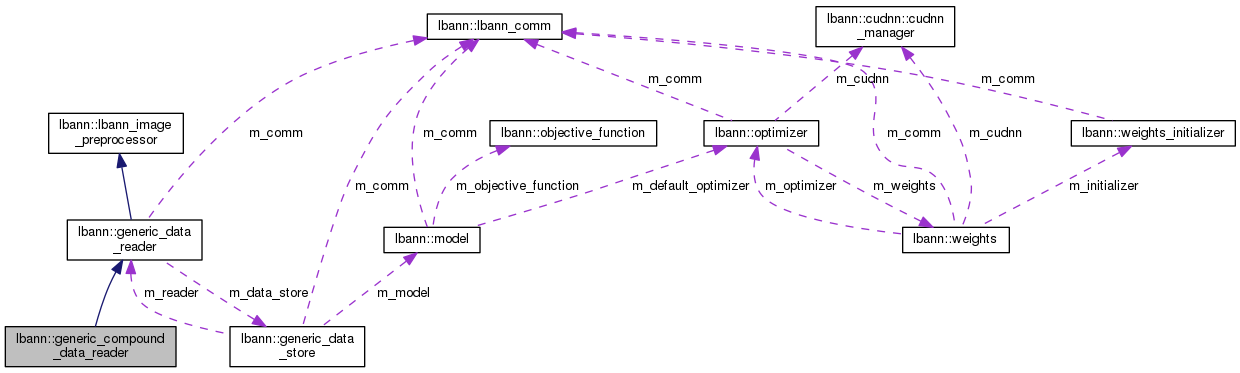 lbann::lbann_comm
lbann::cudnn::cudnn
_manager
m_comm
m_cudnn
m_comm
lbann::lbann_image
_preprocessor
m_comm
m_comm
lbann::objective_function
lbann::optimizer
m_comm
m_cudnn
lbann::weights_initializer
m_comm
m_objective_function
m_default_optimizer
m_optimizer
m_weights
m_initializer
lbann::generic_data
_reader
lbann::model
lbann::weights
m_reader
m_data_store
m_model
lbann::generic_compound
_data_reader
lbann::generic_data
_store